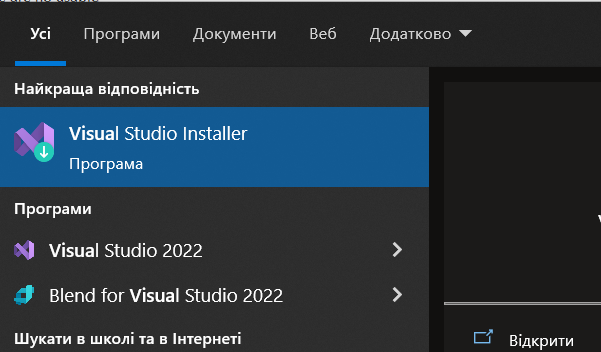 Усі Програми Документи Веб Додатково
Найкраща відповідність
Visual Studio Installer
Програма
Програми
Visual Studio 2022
Blend for Visual Studio 2022
Шукати в школі та в Інтернеті
Відкрити